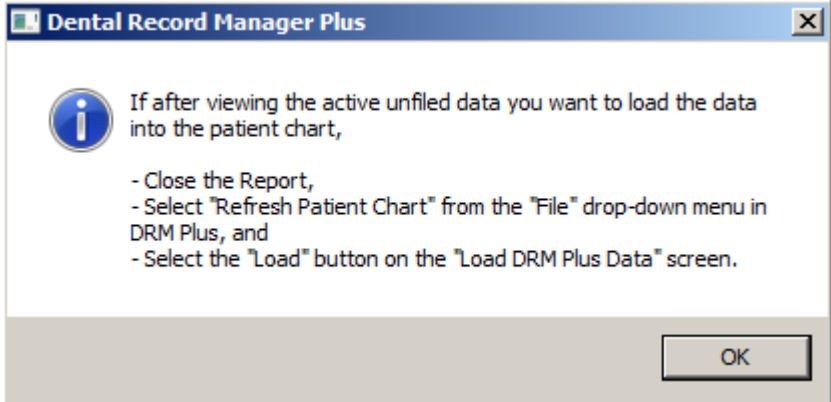 Dental Record Manager Plus
If after viewing the active unfiled data you want to load the data
into the patient chart,
- Close the Report,
- Select "Refresh Patient Chart" from the "File" drop-down menu in
DRM Plus, and
- Select the "Load" button on the "Load DRM Plus Data" screen.
OK